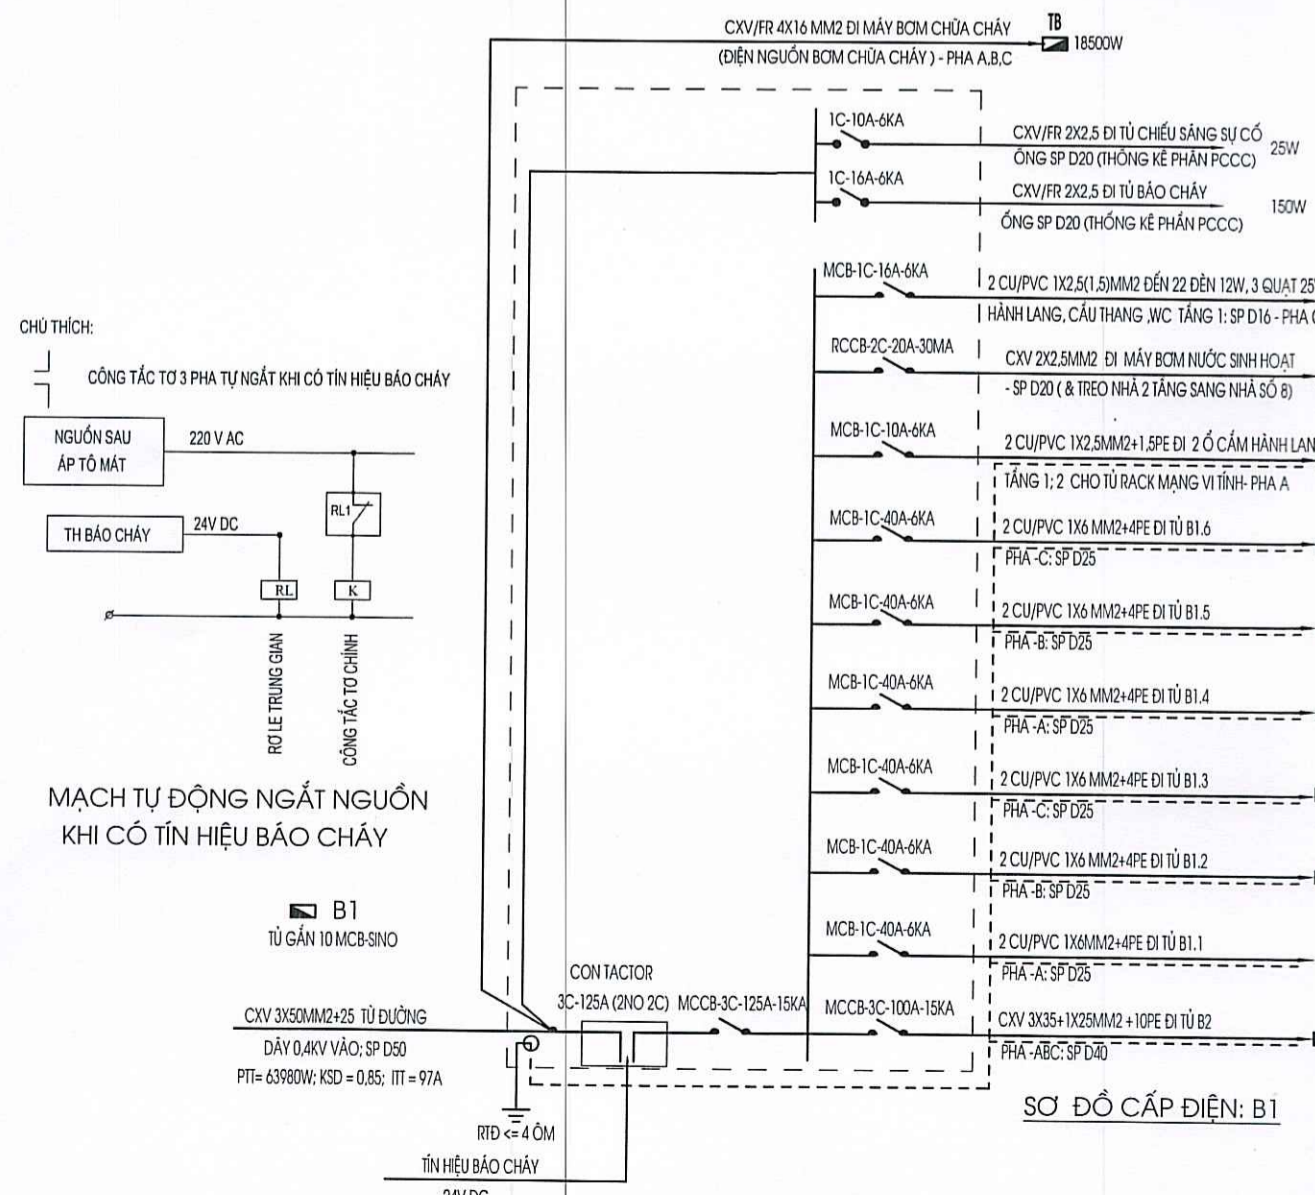 CXV/FR 4X16 MM2 ĐI MÁY BƠM CHỮA CHÁY
(ĐIỆN NGUỒN BƠM CHỮA CHÁY ) - PHA A,B,C
TB
18500W
1C-10A-6KA
CXV/FR 2X2,5 ĐI TỦ CHIẾU SÁNG SỰ CỐ
ỐNG SP D20 (THỐNG KÊ PHẦN PCCC)
25W
1C-16A-6KA
CXV/FR 2X2,5 ĐI TỦ BÁO CHÁY
ỐNG SP D20 (THỐNG KÊ PHẦN PCCC)
150W
MCB-1C-16A-6KA
2 CU/PVC 1X2,5(1,5)MM2 ĐẾN 22 ĐÈN 12W, 3 QUẠT
HÀNH LANG, CẦU THANG ,WC TẦNG 1: SP D16 - PHA
RCCB-2C-20A-30MA
CXV 2X2,5MM2 ĐI MÁY BƠM NƯỚC SINH HOẠT
- SP D20 ( & TREO NHÀ 2 TẦNG SANG NHÀ SỐ 8)
MCB-1C-10A-6KA
2 CU/PVC 1X2,5MM2+1,5PE ĐI 2 Ổ CẮM HÀNH
TẦNG 1; 2 CHO TỦ RACK MẠNG VI TÍNH- PHA A
MCB-1C-40A-6KA
2 CU/PVC 1X6 MM2+4PE ĐI TỦ B1.6
PHA -C: SP D25
MCB-1C-40A-6KA
2 CU/PVC 1X6 MM2+4PE ĐI TỦ B1.5
PHA -B: SP D25
MCB-1C-40A-6KA
2 CU/PVC 1X6 MM2+4PE ĐI TỦ B1.4
PHA -A: SP D25
MCB-1C-40A-6KA
2 CU/PVC 1X6 MM2+4PE ĐI TỦ B1.3
PHA -C: SP D25
MCB-1C-40A-6KA
2 CU/PVC 1X6 MM2+4PE ĐI TỦ B1.2
PHA -B: SP D25
MCB-1C-40A-6KA
2 CU/PVC 1X6MM2+4PE ĐI TỦ B1.1
PHA -A: SP D25
MCCB-3C-100A-15KA
CXV 3X35+1X25MM2 +10PE ĐI TỦ B2
PHA -ABC: SP D40
SƠ ĐỒ CẤP ĐIỆN: B1
CHÚ THÍCH:
CÔNG TẮC TƠ 3 PHA TỰ NGẮT KHI CÓ TÍN HIỆU BÁO CHÁY
NGUỒN SAU
ÁP TÔ MÁT
220 V AC
RL1
TH BÁO CHÁY
24V DC
RL
K
RƠ LE TRUNG GIAN
CÔNG TẮC TƠ CHÍNH
MẠCH TỰ ĐỘNG NGẮT NGUỒN
KHI CÓ TÍN HIỆU BÁO CHÁY
B1
TỦ GẮN 10 MCB-SINO
CON TACTOR
3C-125A (2NO 2C)
MCCB-3C-125A-15KA
CXV 3X50MM2+25 TỪ ĐƯỜNG
DÂY 0,4KV VÀO; SP D50
PTT= 63980W; KSD = 0,85; ITT = 97A
RTĐ <= 4 ÔM
TÍN HIỆU BÁO CHÁY
24V DC